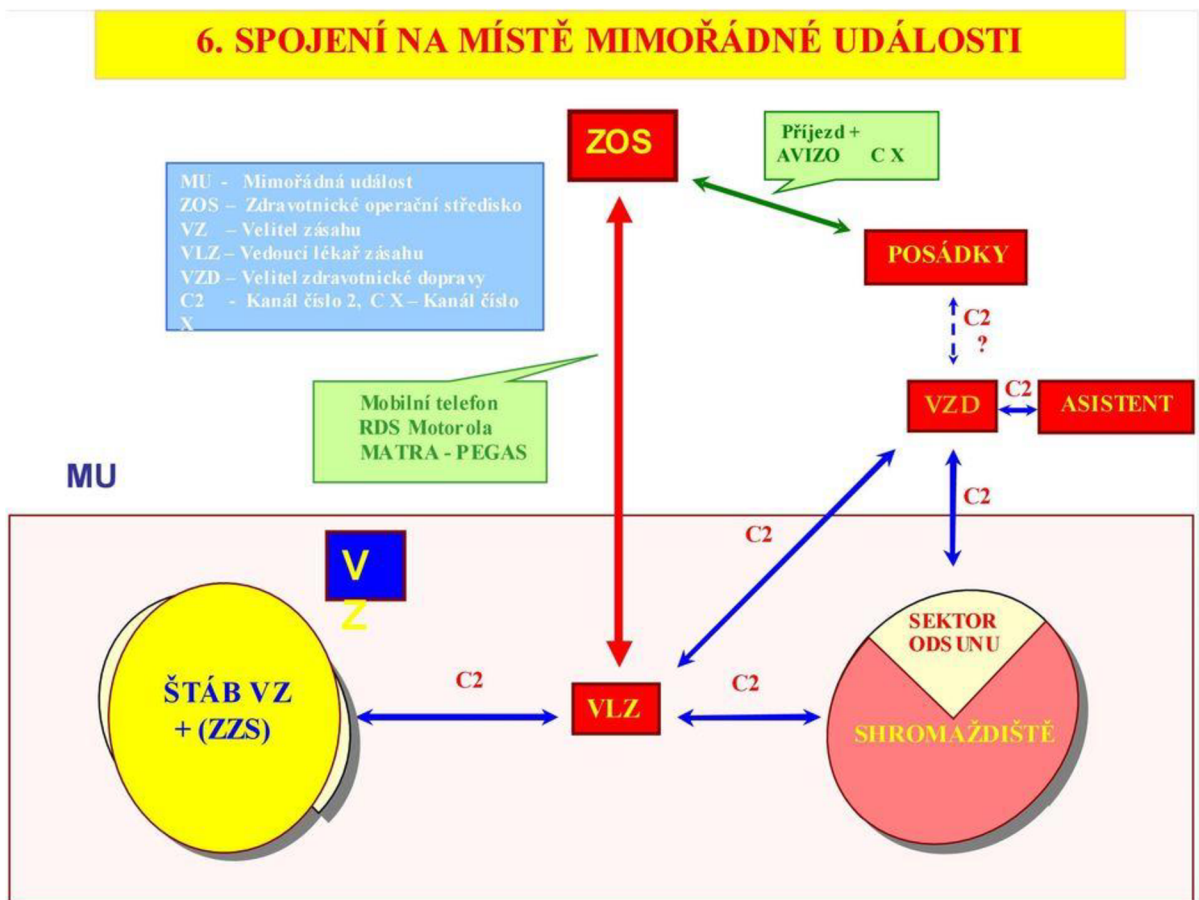 6. SPOJENÍ NA MÍSTĚ MIMOŘÁDNÉ UDÁLOSTI
ZOS
Příjezd +
AVIZO C X
MU - Mimořádná událost
ZOS – Zdravotnické operační středisko
VZ – Velitel zásahu
VLZ – Vedoucí lékař zásahu
VZD – Velitel zdravotnické dopravy
C2 - Kanál číslo 2, C X – Kanál číslo
X
POSÁDKY
C2
?
Mobilní telefon
RDS Motorola
MATRA - PEGAS
VZD
C2
ASISTENT
MU
C2
C2
V
Z
SEKTOR
ODSUNU
ŠTÁB VZ
+ (ZZS)
C2
VLZ
C2
SHROMAŽDIŠTĚ